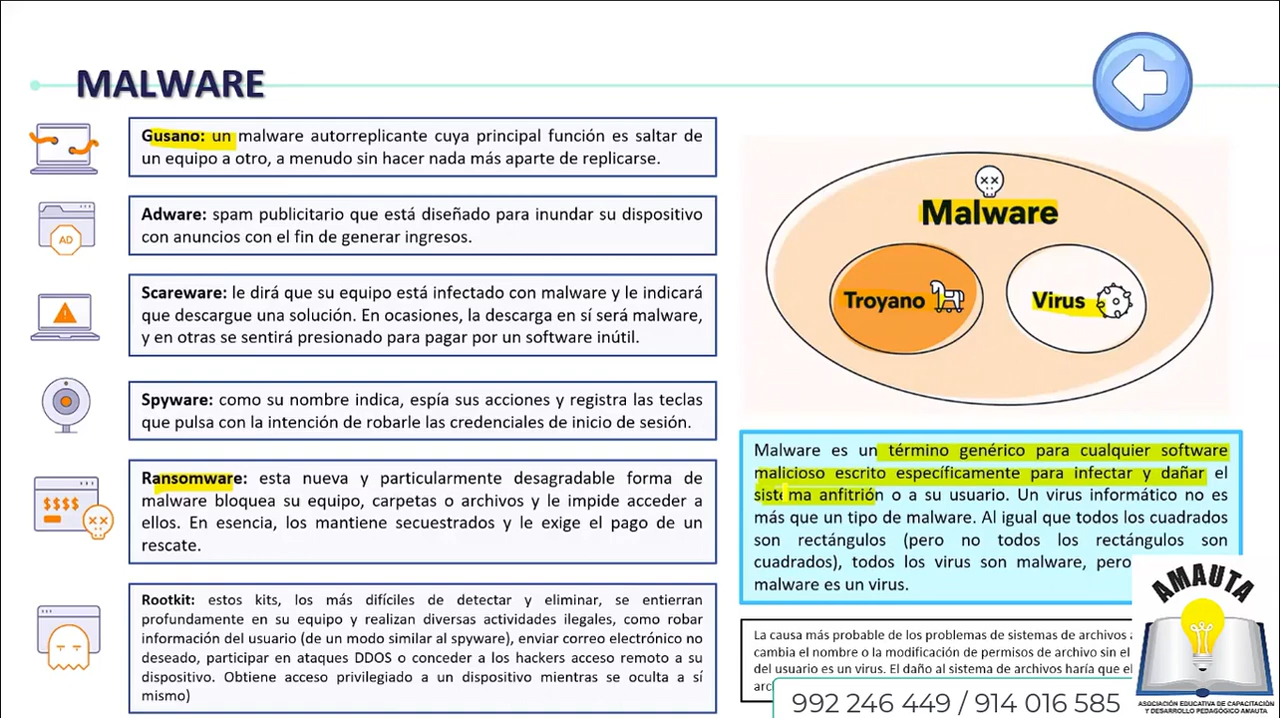 MALWARE
Gusano: un malware autorreplicante cuya principal función es saltar de
un equipo a otro, a menudo sin hacer nada más aparte de replicarse.
Adware: spam publicitario que está diseñado para inundar su dispositivo
con anuncios con el fin de generar ingresos.
AD
Scareware: le dirá que su equipo está infectado con malware y le indicará
que descargue una solución. En ocasiones, la descarga en sí será malware,
y en otras se sentirá presionado para pagar por un software inútil.
Spyware: como su nombre indica, espía sus acciones y registra las teclas
que pulsa con la intención de robarle las credenciales de inicio de sesión.
Ransomware: esta nueva y particularmente desagradable forma de
malware bloquea su equipo, carpetas o archivos y le impide acceder a
ellos. En esencia, los mantiene secuestrados y le exige el pago de un
rescate.
$$$$
Rootkit: estos kits, los más difíciles de detectar y eliminar, se entierran
profundamente en su equipo y realizan diversas actividades ilegales, como robar
información del usuario (de un modo similar al spyware), enviar correo electrónico no
deseado, participar en ataques DDOS o conceder a los hackers acceso remoto a su
dispositivo. Obtiene acceso privilegiado a un dispositivo mientras se oculta a sí
mismo)
Malware
Troyano
Virus
Malware es un término genérico para cualquier software
malicioso escrito específicamente para infectar y dañar el
sistema anfitrión o a su usuario. Un virus informático no es
más que un tipo de malware. Al igual que todos los cuadrados
son rectángulos (pero no todos los rectángulos son
cuadrados), todos los virus son malware, pero
malware es un virus.
La causa más probable de los problemas de sistemas de archivos
cambia el nombre o la modificación de permisos de archivo sin el
del usuario es un virus. El daño al sistema de archivos haría que el
992 246 449 / 914 016 585
AMAUTA
ASOCIACIÓN EDUCATIVA DE CAPACITACIÓN
Y DESARROLLO PEDAGÓGICO AMAUTA